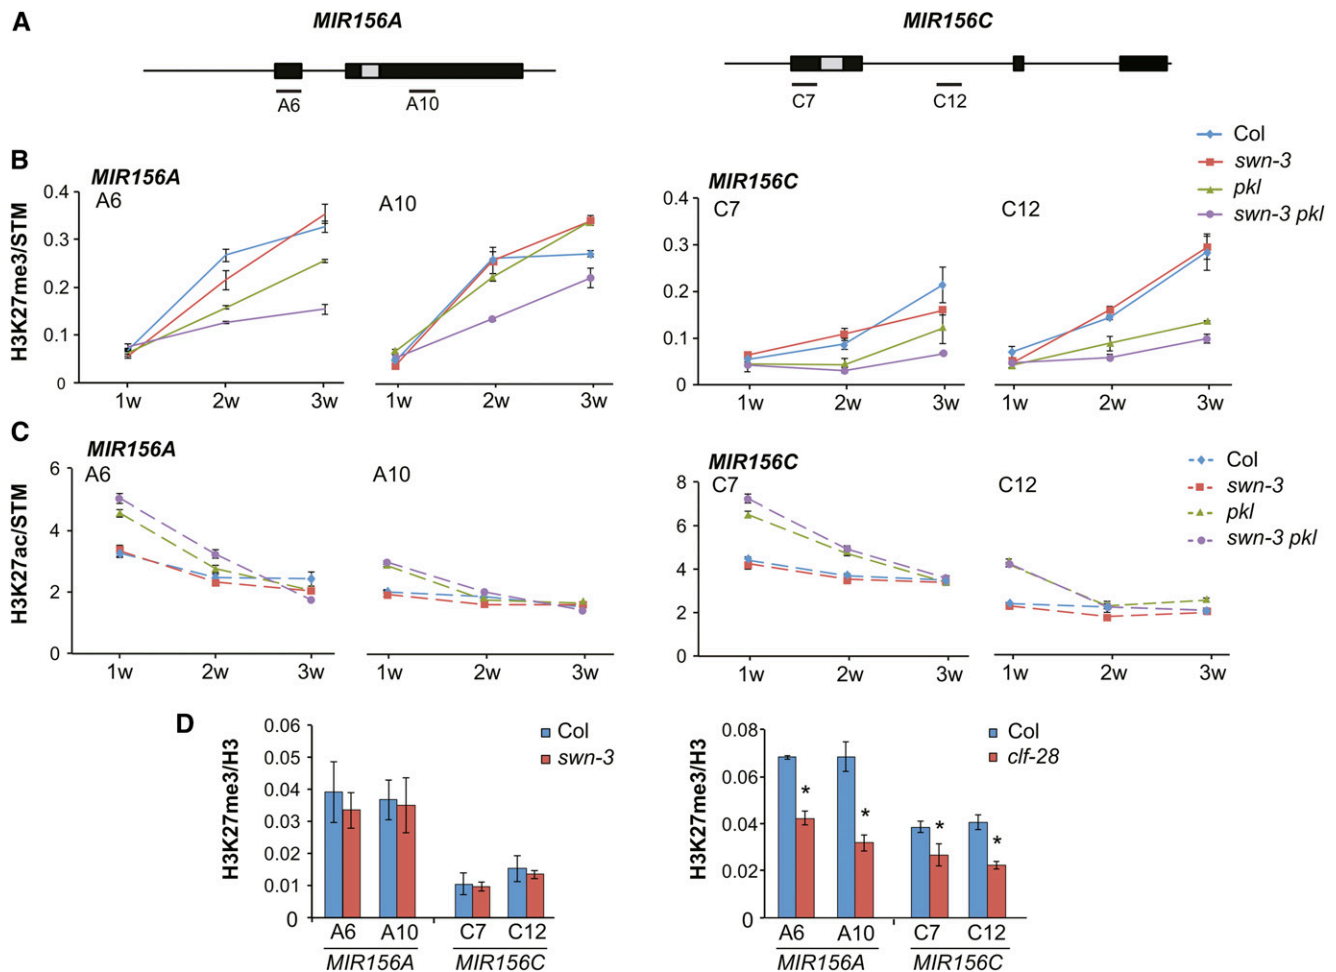 A
MIR156A
MIR156C
A6
A10
C7
C12
B
MIR156A
A6
A10
H3K27me3/STM
0.4
0.3
0.2
0.1
0
1w
2w
3w
1w
2w
3w
MIR156C
C7
C12
0.4
0.3
0.2
0.1
0
1w
2w
3w
1w
2w
3w
Col
swn-3
pkl
swn-3 pkl
C
MIR156A
A6
A10
H3K27ac/STM
6
4
2
0
1w
2w
3w
1w
2w
3w
MIR156C
C7
C12
8
6
4
2
0
1w
2w
3w
1w
2w
3w
Col
swn-3
pkl
swn-3 pkl
D
H3K27me3/H3
0.06
0.05
0.04
0.03
0.02
0.01
0
Col
swn-3
A6
A10
C7
C12
MIR156A
MIR156C
H3K27me3/H3
0.08
0.06
0.04
0.02
0
Col
clf-28
*
*
*
*
A6
A10
C7
C12
MIR156A
MIR156C